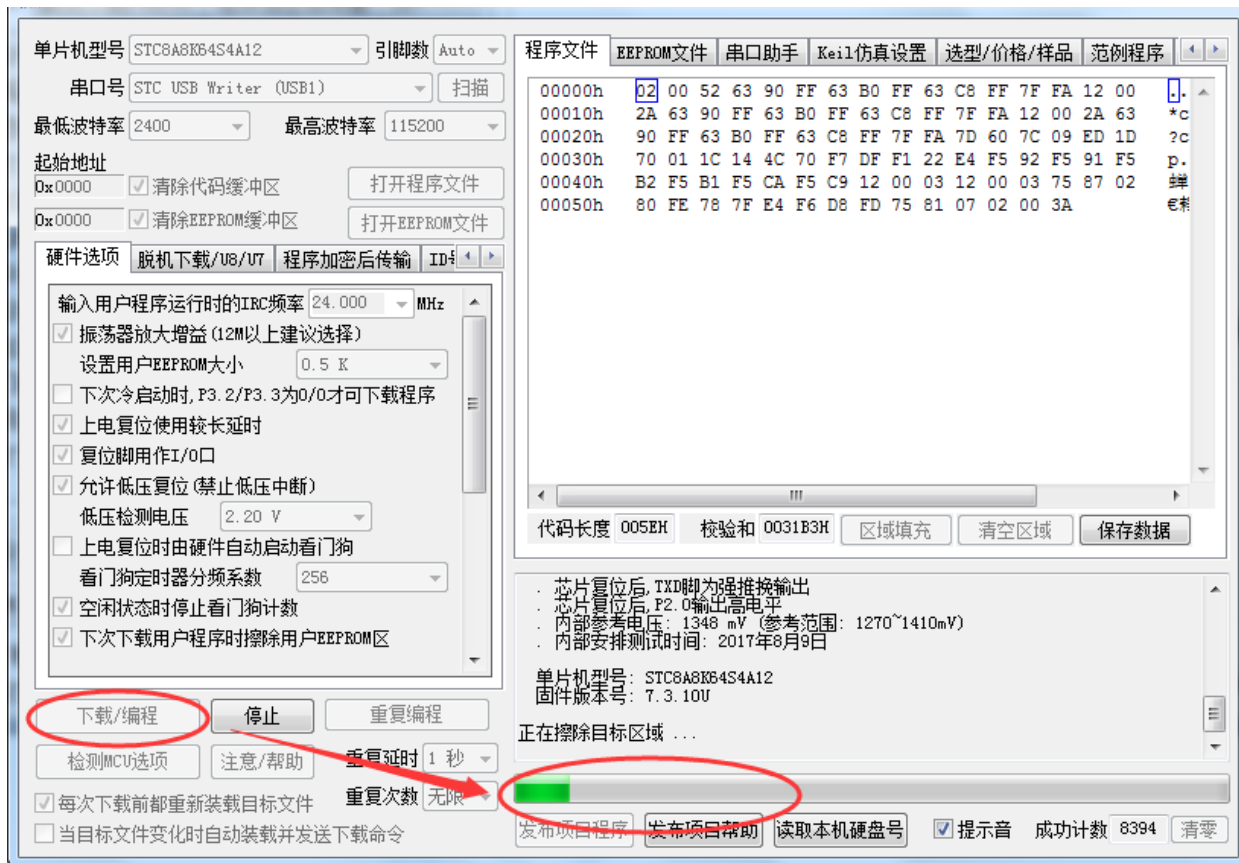 单片机型号 STC8A8K64S4A12 引脚数 Auto
串口号 STC USB Writer (USB1) 扫描
最低波特率 2400 最高波特率 115200
起始地址
0x0000 清除代码缓冲区 打开程序文件
0x0000 清除EEPROM缓冲区 打开EEPROM文件
硬件选项 脱机下载/U8/U7 程序加密后传输
输入用户程序运行时的IRC频率 24.000 MHz
振荡器放大增益(12M以上建议选择)
设置用户EEPROM大小 0.5 K
下次冷启动时,P3.2/P3.3为0/0才可下载程序
上电复位使用较长延时
复位脚用作I/O口
允许低压复位(禁止低压中断)
低压检测电压 2.20 V
上电复位时由硬件自动启动看门狗
看门狗定时器分频系数 256
空闲状态时停止看门狗计数
下次下载用户程序时擦除用户EEPROM区
下载/编程 停止 重复编程
检测MCU选项 注意/帮助 重复延时 1 秒
每次下载前都重新装载目标文件 重复次数 无限
当目标文件变化时自动装载并发送下载命令
程序文件 EEPROM文件 串口助手 Keil仿真设置 选型/价格/样品 范例程序
00000h 02 00 52 63 90 FF 63 B0 FF 63 C8 FF 7F FA 12 00 ..
00010h 2A 63 90 FF 63 B0 FF 63 C8 FF 7F FA 12 00 2A 63 *c
00020h 90 FF 63 B0 FF 63 C8 FF 7F FA 7D 60 7C 09 ED 1D ?c
00030h 70 01 1C 14 4C 70 F7 DF F1 22 E4 F5 92 F5 91 F5 p.
00040h B2 F5 B1 F5 CA F5 C9 12 00 03 12 00 03 75 87 02
00050h 80 FE 78 7F E4 F6 D8 FD 75 81 07 02 00 3A
代码长度 005EH 校验和 0031B3H 区域填充 清空区域 保存数据
. 芯片复位后,TXD脚为强推挽输出
. 芯片复位后,P2.0输出高电平
. 内部参考电压: 1348 mV (参考范围: 1270~1410mV)
. 内部安排测试时间: 2017年8月9日
单片机型号: STC8A8K64S4A12
固件版本号: 7.3.10U
正在擦除目标区域 ...
发布项目程序 发布项目帮助 读取本机硬盘号 提示音 成功计数 8394 清零